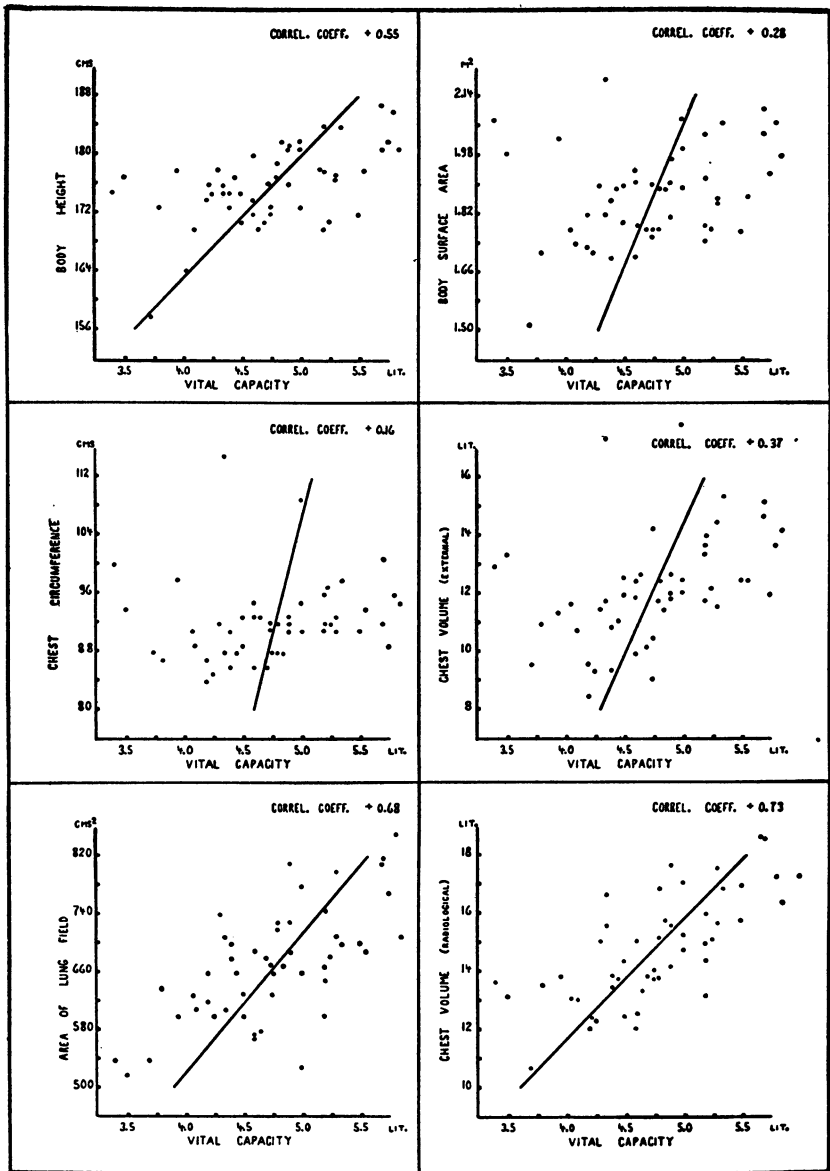 CORREL. COEFF. + 0.55
CMS
188
180
172
164
156
BODY HEIGHT
3.5 4.0 4.5 5.0 5.5 LIT.
VITAL CAPACITY
CORREL. COEFF. + 0.28
M²
2.14
1.98
1.82
1.66
1.50
BODY SURFACE AREA
3.5 4.0 4.5 5.0 5.5 LIT.
VITAL CAPACITY
CORREL. COEFF. + 0.16
CMS
112
104
96
88
80
CHEST CIRCUMFERENCE
3.5 4.0 4.5 5.0 5.5 LIT.
VITAL CAPACITY
CORREL. COEFF. + 0.37
LIT.
16
14
12
10
8
CHEST VOLUME (EXTERNAL)
3.5 4.0 4.5 5.0 5.5 LIT.
VITAL CAPACITY
CORREL. COEFF. + 0.68
CMS²
820
740
660
580
500
AREA OF LUNG FIELD
3.5 4.0 4.5 5.0 5.5 LIT.
VITAL CAPACITY
CORREL. COEFF. + 0.73
LIT.
18
16
14
12
10
CHEST VOLUME (RADIOLOGICAL)
3.5 4.0 4.5 5.0 5.5 LIT.
VITAL CAPACITY